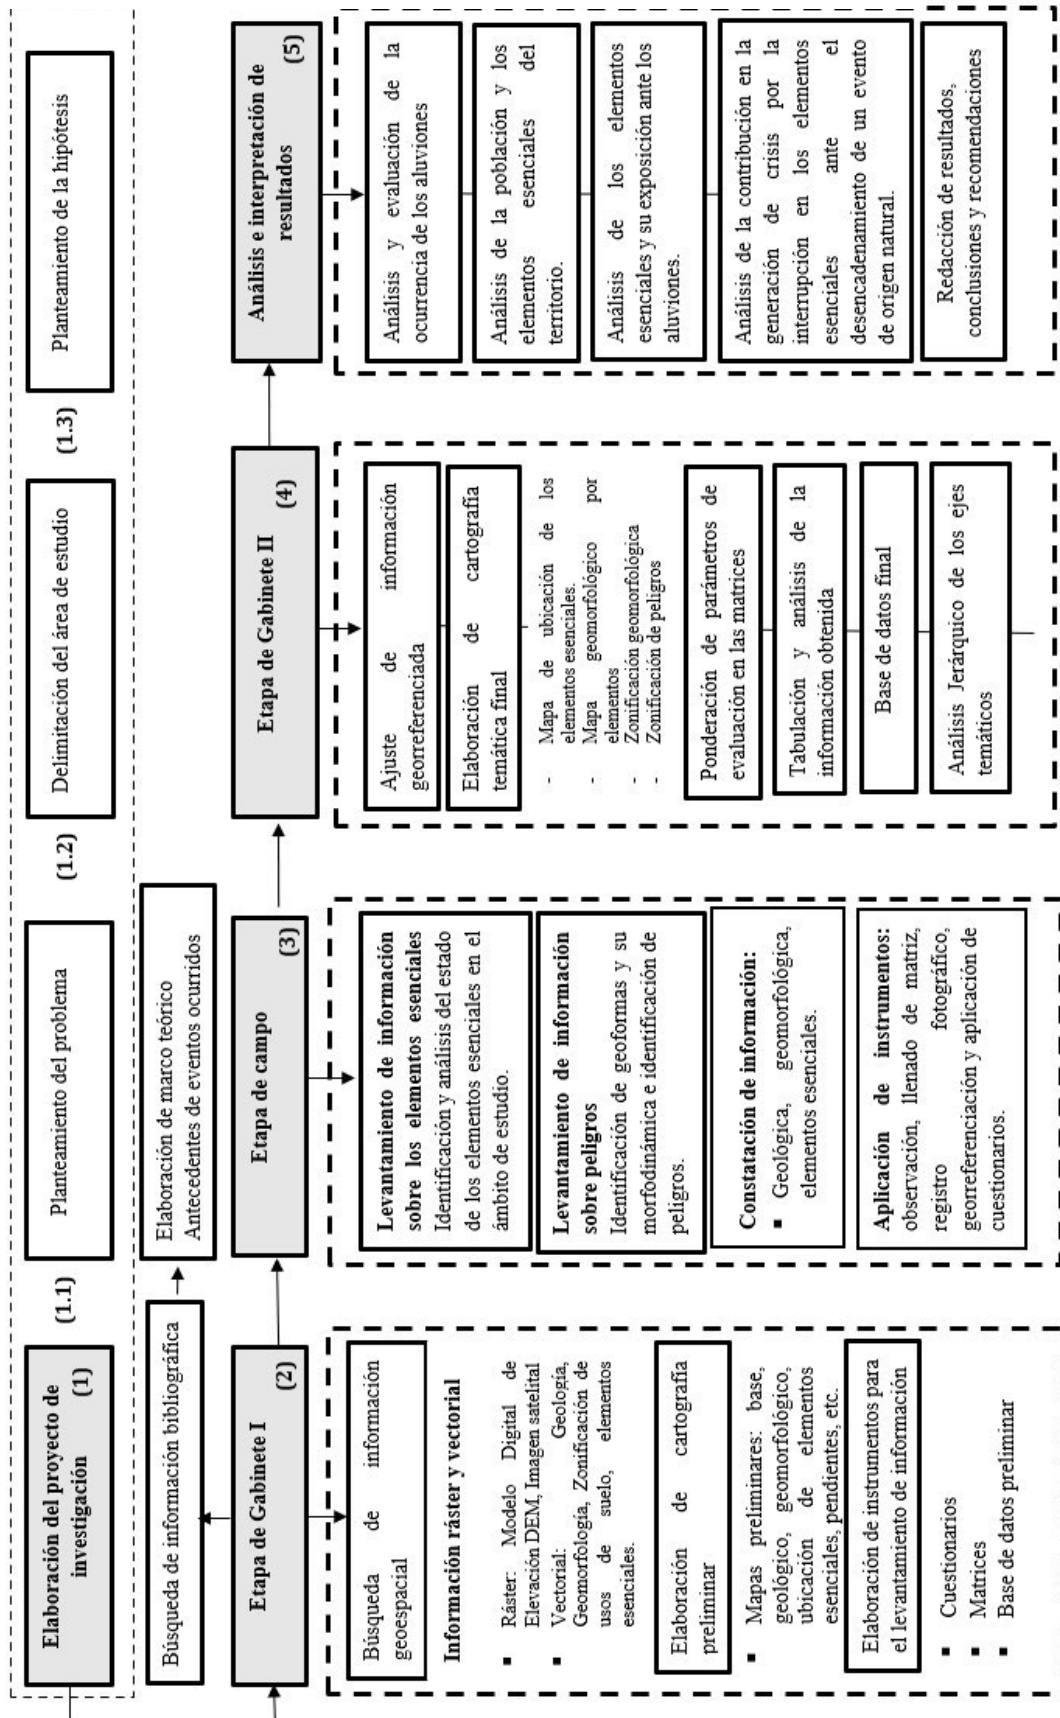 Elaboración del proyecto de
investigación
(1)
(1.1)
Planteamiento del problema
(1.2)
Delimitación del área de estudio
(1.3)
Planteamiento de la hipótesis
Búsqueda de información bibliográfica
Elaboración de marco teórico
Antecedentes de eventos ocurridos
Etapa de Gabinete I
(2)
Búsqueda de información
geoespacial
Información ráster y vectorial
▪ Ráster: Modelo Digital de
Elevación DEM, Imagen satelital
▪ Vectorial: Geología,
Geomorfología, Zonificación de
usos de suelo, elementos
esenciales.
Elaboración de cartografía
preliminar
▪ Mapas preliminares: base,
geológico, geomorfológico,
ubicación de elementos
esenciales, pendientes, etc.
Elaboración de instrumentos para
el levantamiento de información
▪ Cuestionarios
▪ Matrices
▪ Base de datos preliminar
Etapa de campo
(3)
Levantamiento de información
sobre los elementos esenciales
Identificación y análisis del estado
de los elementos esenciales en el
ámbito de estudio.
Levantamiento de información
sobre peligros
Identificación de geoformas y su
morfodinámica e identificación de
peligros.
Constatación de información:
▪ Geológica, geomorfológica,
elementos esenciales.
Aplicación de instrumentos:
observación, llenado de matriz,
registro fotográfico,
georreferenciación y aplicación de
cuestionarios.
Etapa de Gabinete II
(4)
Ajuste de información
georreferenciada
Elaboración de cartografía
temática final
- Mapa de ubicación de los
elementos esenciales.
- Mapa geomorfológico por
elementos
- Zonificación geomorfológica
- Zonificación de peligros
Ponderación de parámetros de
evaluación en las matrices
Tabulación y análisis de la
información obtenida
Base de datos final
Análisis Jerárquico de los ejes
temáticos
Análisis e interpretación de
resultados
(5)
Análisis y evaluación de la
ocurrencia de los aluviones
Análisis de la población y los
elementos esenciales del
territorio.
Análisis de los elementos
esenciales y su exposición ante los
aluviones.
Análisis de la contribución en la
generación de crisis por la
interrupción en los elementos
esenciales ante el
desencadenamiento de un evento
de origen natural.
Redacción de resultados,
conclusiones y recomendaciones